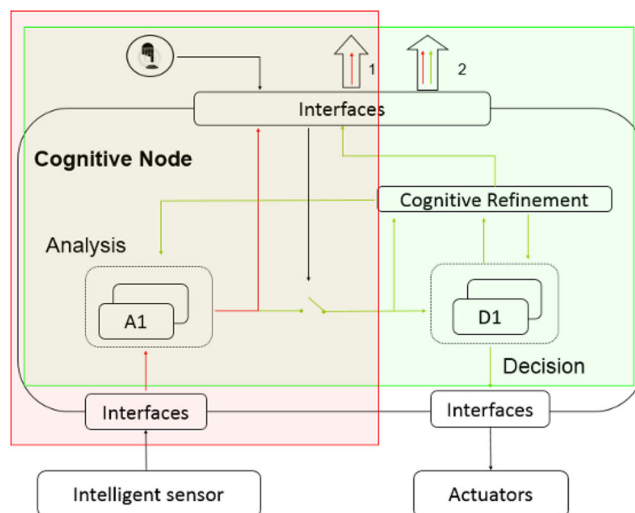 1
2
Interfaces
Cognitive Node
Cognitive Refinement
Analysis
A1
D1
Decision
Interfaces
Interfaces
Intelligent sensor
Actuators